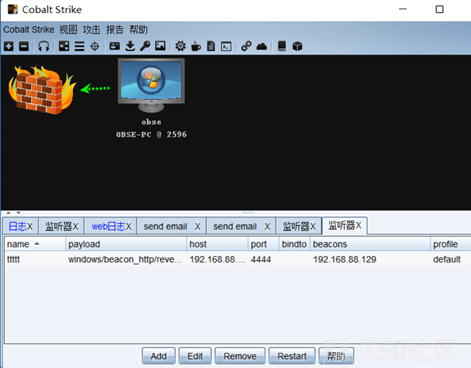 Cobalt Strike
Cobalt Strike 视图 攻击 报告 帮助
obse
OBSE-PC @ 2596
日志X 监听器X web日志X send email X send email X 监听器X 监听器X
name payload host port bindto beacons profile
tttttt windows/beacon_http/reve... 192.168.88.... 4444 192.168.88.129 default
Add Edit Remove Restart 帮助